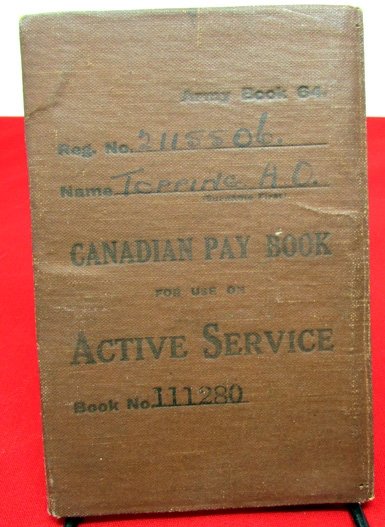 Army Book 64.
Reg. No. 2115506.
Name Topping H.O.
(Surname First)
CANADIAN PAY BOOK
FOR USE ON
ACTIVE SERVICE
Book No. 111280